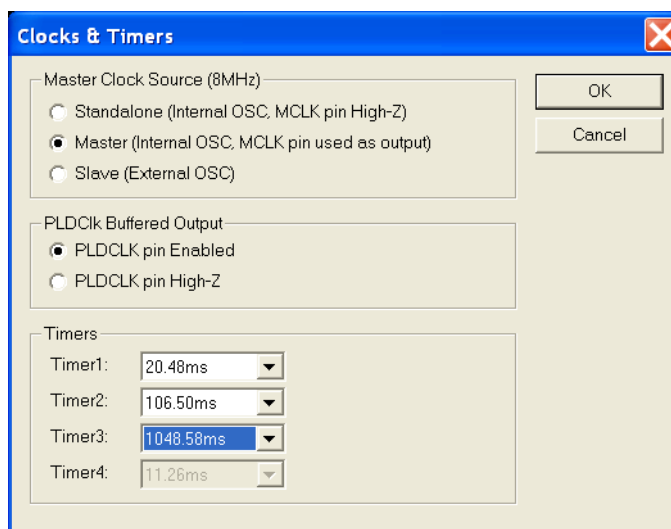 Clocks & Timers
Master Clock Source (8MHz)
Standalone (Internal OSC, MCLK pin High-Z)
Master (Internal OSC, MCLK pin used as output)
Slave (External OSC)
OK
Cancel
PLDClk Buffered Output
PLDCLK pin Enabled
PLDCLK pin High-Z
Timers
Timer1: 20.48ms
Timer2: 106.50ms
Timer3: 1048.58ms
Timer4: 11.26ms